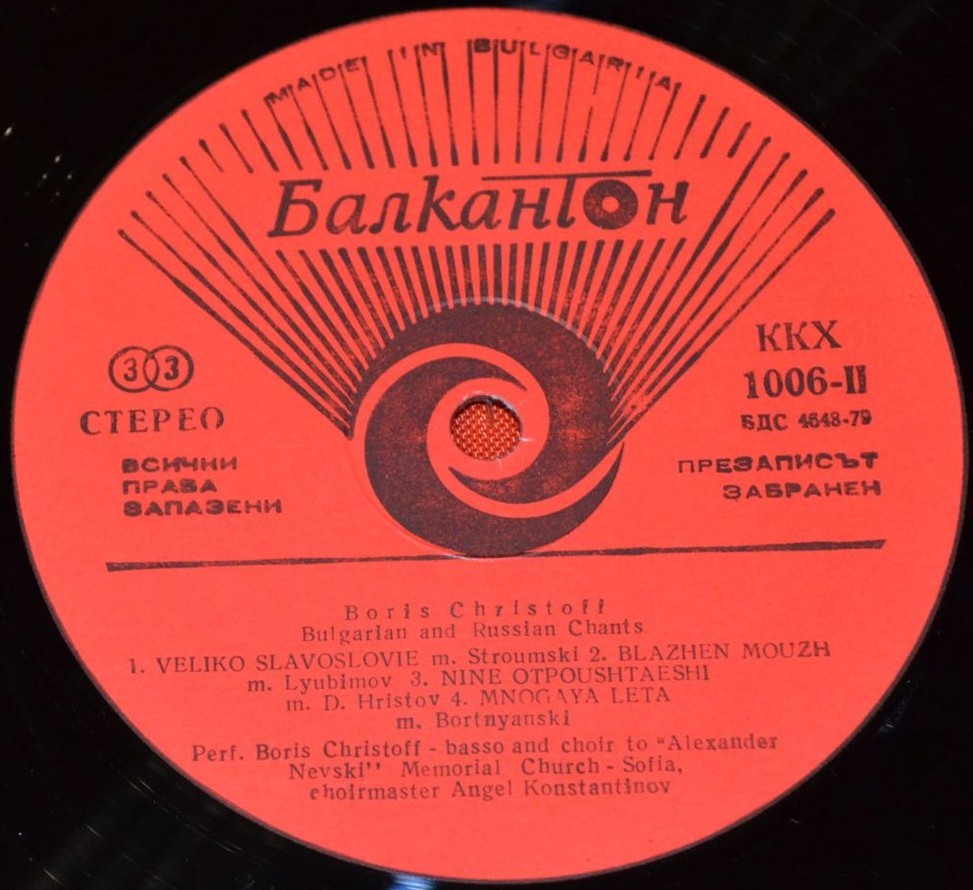 MADE IN BULGARIA
Балкантон
33
СТЕРЕО
ВСИЧКИ
ПРАВА
ЗАПАЗЕНИ
ККХ
1006-II
БДС 4648-79
ПРЕЗАПИСЪТ
ЗАБРАНЕН
Boris Christoff
Bulgarian and Russian Chants
1. VELIKO SLAVOSLOVIE m. Stroumski 2. BLAZHEN MOUZH
m. Lyubimov 3. NINE OTPOUSHTAESHI
m. D. Hristov 4. MNOGAYA LETA
m. Bortnyanski
Perf. Boris Christoff - basso and choir to "Alexander
Nevski" Memorial Church - Sofia,
choirmaster Angel Konstantinov